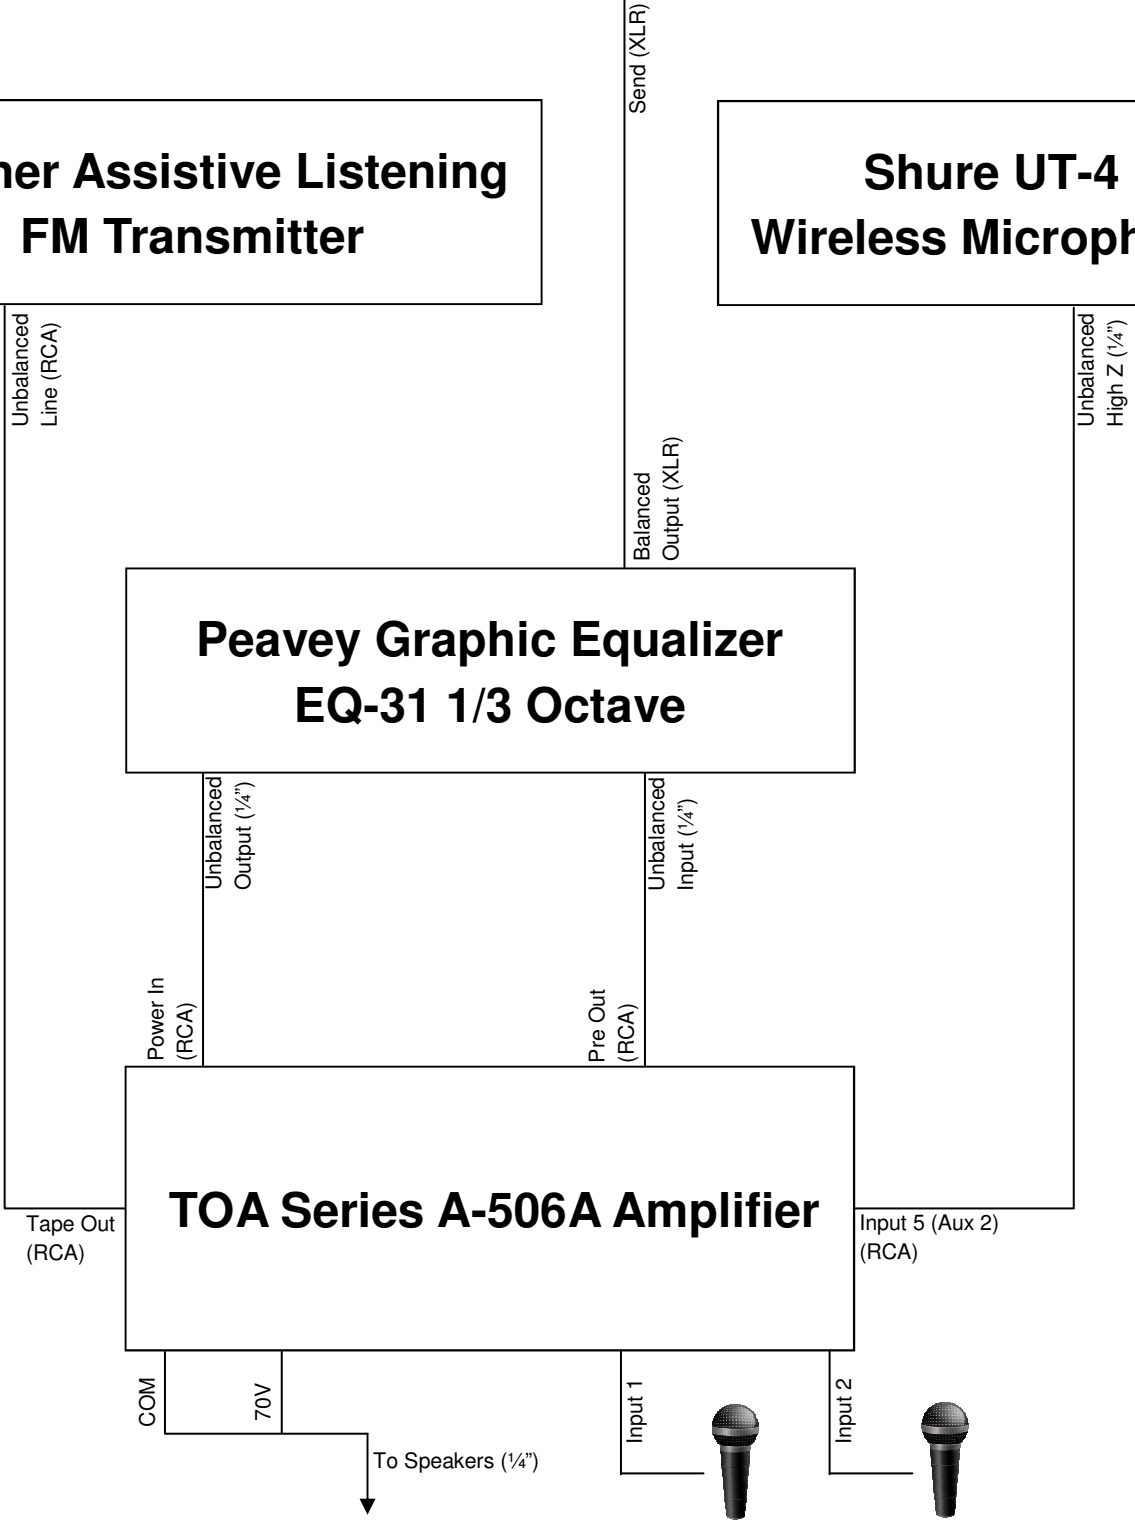 Send (XLR)
Assistive Listening
FM Transmitter
Shure UT-4
Wireless
Unbalanced
Line (RCA)
Unbalanced
High Z (¼”)
Balanced
Output (XLR)
Peavey Graphic Equalizer
EQ-31 1/3 Octave
Unbalanced
Output (¼”)
Unbalanced
Input (¼”)
Power In
(RCA)
Pre Out
(RCA)
TOA Series A-506A Amplifier
Tape Out
(RCA)
Input 5 (Aux 2)
(RCA)
COM
70V
To Speakers (¼”)
Input 1
Input 2